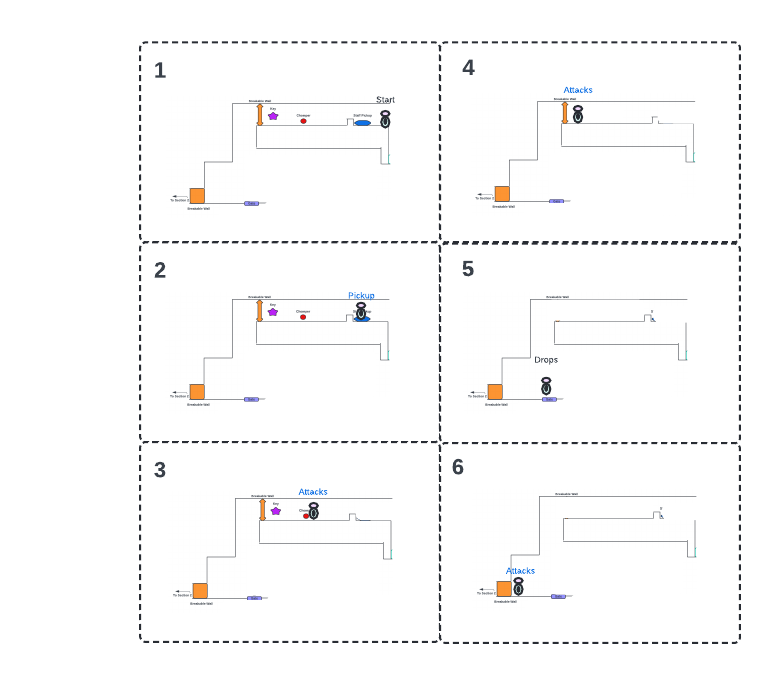 1
Start
Breakable Wall
Key
Chomper
Staff Pickup
To Section 2
Breakable Wall
4
Attacks
Breakable Wall
To Section 2
Breakable Wall
2
Pickup
Breakable Wall
Key
Chomper
To Section 2
Breakable Wall
5
Breakable Wall
Drops
To Section 2
Breakable Wall
3
Attacks
Breakable Wall
Key
To Section 2
Breakable Wall
6
Breakable Wall
Attacks
To Section 2
Breakable Wall